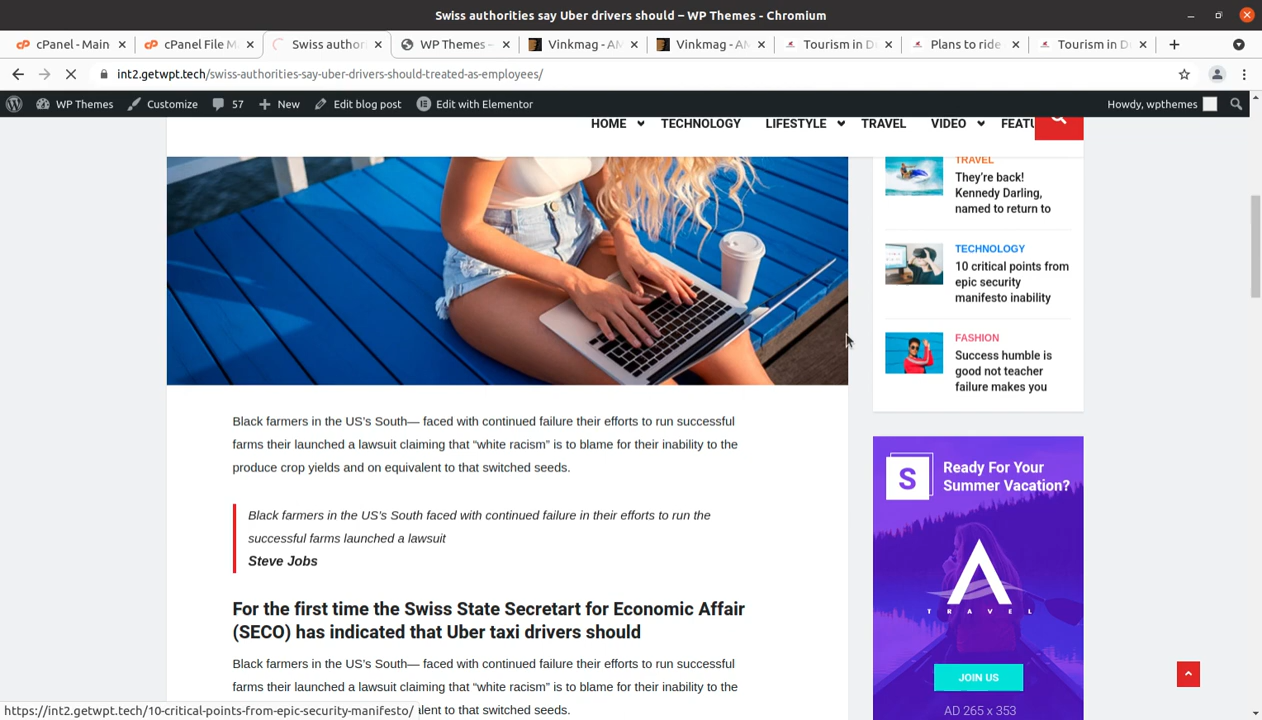 Swiss authorities say Uber drivers should – WP Themes - Chromium
cPanel - Main
cPanel File M
Swiss author
WP Themes -
Vinkmag - AM
Vinkmag - AM
Tourism in D
Plans to ride
Tourism in D
int2.getwpt.tech/swiss-authorities-say-uber-drivers-should-treated-as-employees/
WP Themes Customize 57 New Edit blog post Edit with Elementor Howdy, wpthemes
HOME TECHNOLOGY LIFESTYLE TRAVEL VIDEO FEATU
TRAVEL
They're back!
Kennedy Darling,
named to return to
TECHNOLOGY
10 critical points from
epic security
manifesto inability
FASHION
Success humble is
good not teacher
failure makes you
Black farmers in the US's South— faced with continued failure their efforts to run successful
farms their launched a lawsuit claiming that “white racism” is to blame for their inability to the
produce crop yields and on equivalent to that switched seeds.
Black farmers in the US's South faced with continued failure in their efforts to run the
successful farms launched a lawsuit
Steve Jobs
For the first time the Swiss State Secretart for Economic Affair
(SECO) has indicated that Uber taxi drivers should
Black farmers in the US's South— faced with continued failure their efforts to run successful
farms their launched a lawsuit claiming that “white racism” is to blame for their inability to the
lent to that switched seeds.
S
Ready For Your
Summer Vacation?
TRAVEL
JOIN US
AD 265 x 353
https://int2.getwpt.tech/10-critical-points-from-epic-security-manifesto/